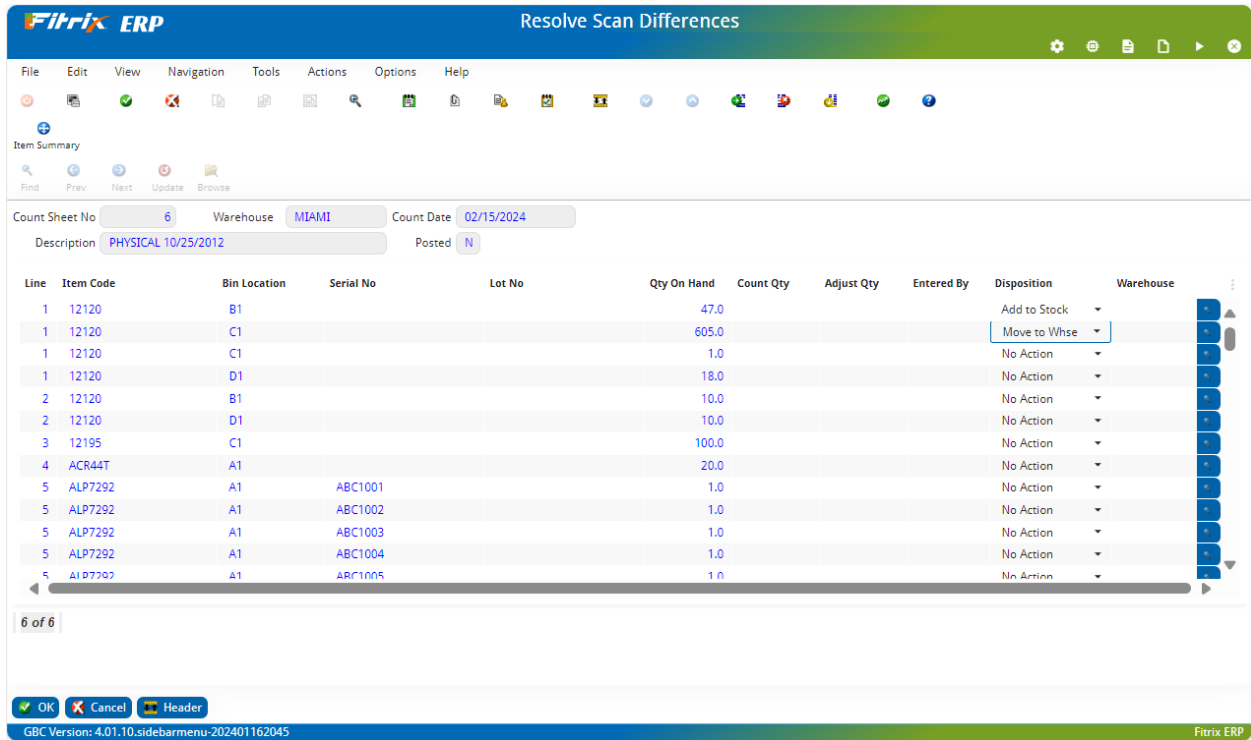 Fitrix ERP Resolve Scan Differences
File Edit View Navigation Tools Actions Options Help
Item Summary
Find Prev Next Update Browse
Count Sheet No 6 Warehouse MIAMI Count Date 02/15/2024
Description PHYSICAL 10/25/2012 Posted N
Line Item Code Bin Location Serial No Lot No Qty On Hand Count Qty Adjust Qty Entered By Disposition Warehouse
1 12120 B1 47.0 Add to Stock
1 12120 C1 605.0 Move to Whse
1 12120 C1 1.0 No Action
1 12120 D1 18.0 No Action
2 12120 B1 10.0 No Action
2 12120 D1 10.0 No Action
3 12195 C1 100.0 No Action
4 ACR44T A1 20.0 No Action
5 ALP7292 A1 ABC1001 1.0 No Action
5 ALP7292 A1 ABC1002 1.0 No Action
5 ALP7292 A1 ABC1003 1.0 No Action
5 ALP7292 A1 ABC1004 1.0 No Action
5 ALP7292 A1 ABC1005 1.0 No Action
6 of 6
OK Cancel Header
GBC Version: 4.01.10.sidebarmenu-202401162045 Fitrix ERP